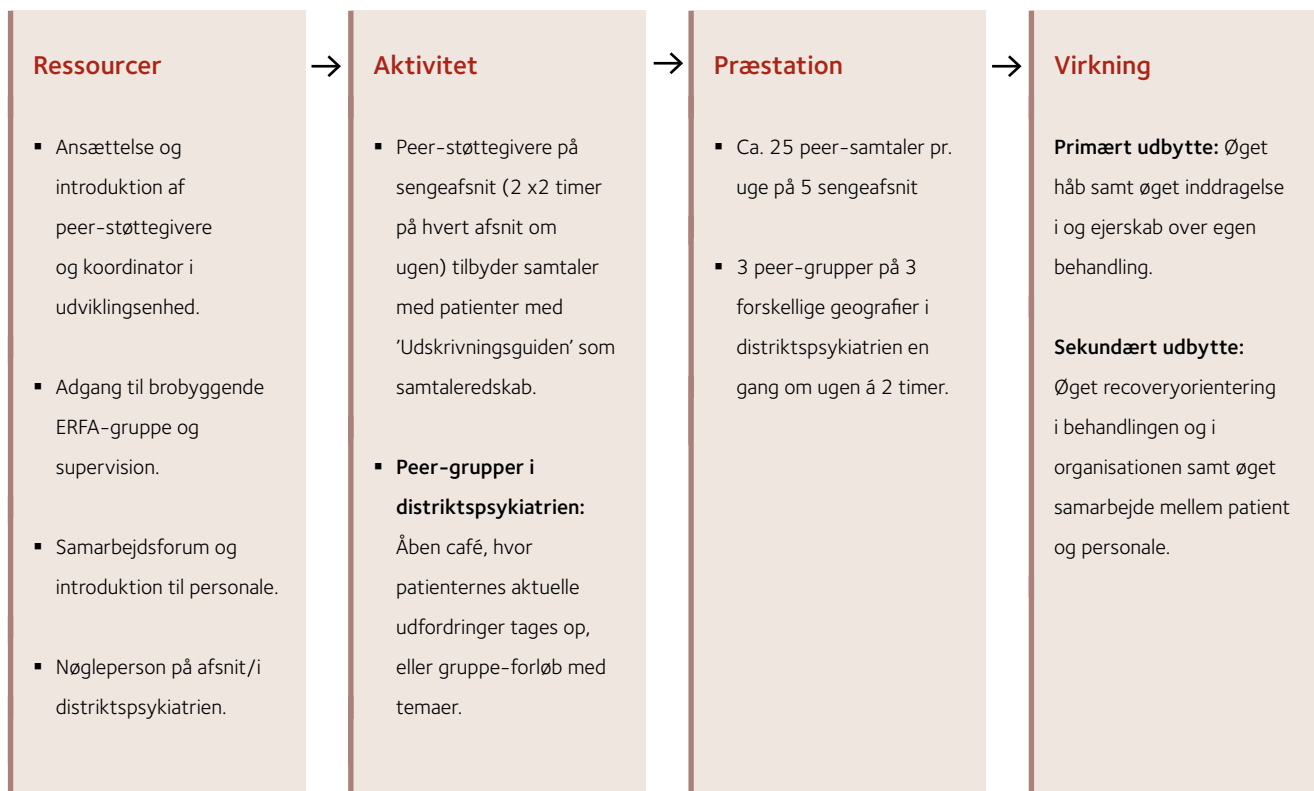 Ressourcer
▪ Ansættelse og
introduktion af
peer-støttegivere
og koordinator i
udviklingsenhed.
▪ Adgang til brobyggende
ERFA-gruppe og
supervision.
▪ Samarbejdsforum og
introduktion til personale.
▪ Nøgleperson på afsnit/i
distriktspsykiatrien.
→ Aktivitet
▪ Peer-støttegivere på
sengeafsnit (2 x2 timer
på hvert afsnit om
ugen) tilbyder samtaler
med patienter med
’Udskrivningsguiden’ som
samtaleredskab.
▪ Peer-grupper i
distriktspsykiatrien:
Åben café, hvor
patienternes aktuelle
udfordringer tages op,
eller gruppe-forløb med
temaer.
→ Præstation
▪ Ca. 25 peer-samtaler pr.
uge på 5 sengeafsnit
▪ 3 peer-grupper på 3
forskellige geografier i
distriktspsykiatrien en
gang om ugen á 2 timer.
→ Virkning
Primært udbytte: Øget
håb samt øget inddragelse
i og ejerskab over egen
behandling.
Sekundært udbytte:
Øget recoveryorientering
i behandlingen og i
organisationen samt øget
samarbejde mellem patient
og personale.